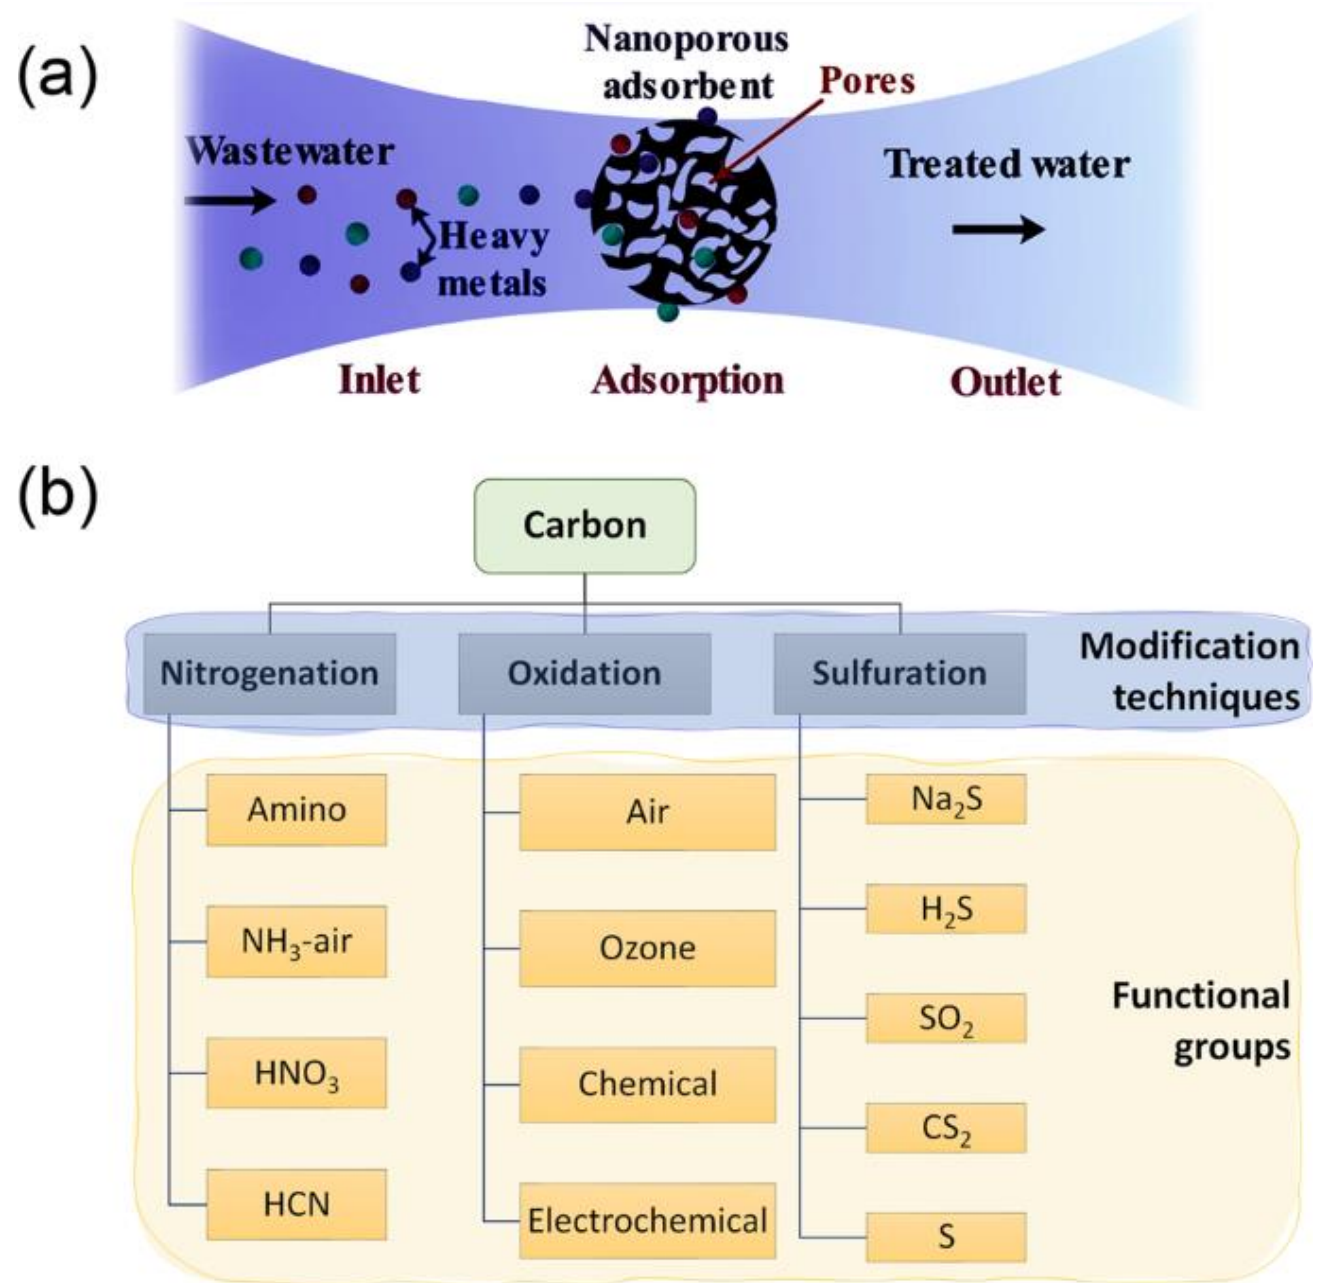 (a)
Nanoporous
adsorbent
Pores
Wastewater
Treated water
Heavy
metals
Inlet
Adsorption
Outlet
(b)
Carbon
Nitrogenation
Oxidation
Sulfuration
Modification
techniques
Amino
NH₃-air
HNO₃
HCN
Air
Ozone
Chemical
Electrochemical
Na₂S
H₂S
SO₂
CS₂
S
Functional
groups